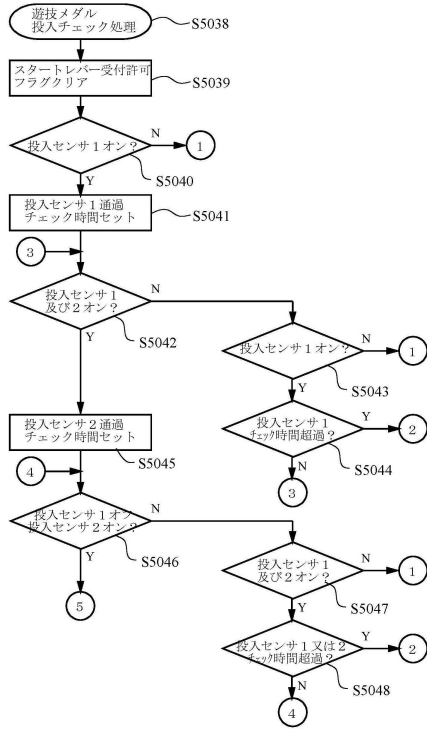 遊技メダル
投入チェック処理
S5038
スタートレバー受付許可
フラグクリア
S5039
投入センサ1オン？
N
1
S5040
Y
投入センサ1通過
チェック時間セット
S5041
3
投入センサ1
及び2オン？
N
S5042
Y
投入センサ1オン？
N
1
S5043
Y
投入センサ1
チェック時間超過？
Y
2
S5044
N
3
投入センサ2通過
チェック時間セット
S5045
4
投入センサ1オフ
投入センサ2オン？
N
S5046
Y
5
投入センサ1
及び2オン？
N
1
S5047
Y
投入センサ1又は2
チェック時間超過？
Y
2
S5048
N
4